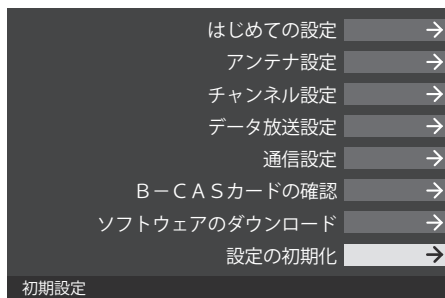 はじめての設定
アンテナ設定
チャンネル設定
データ放送設定
通信設定
B－CASカードの確認
ソフトウェアのダウンロード
設定の初期化
初期設定